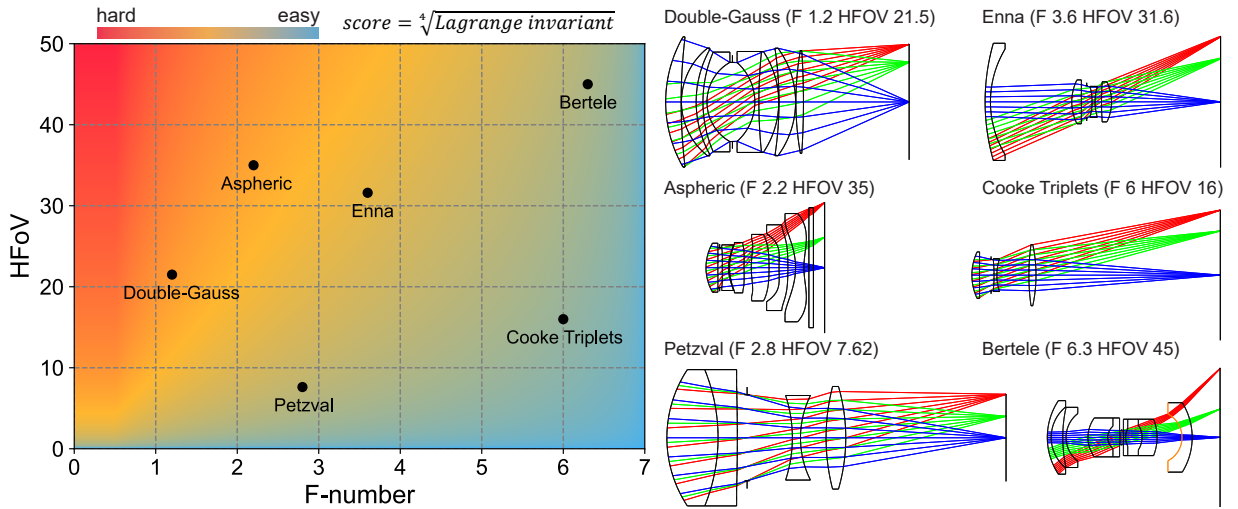 hard easy
score = ∜Lagrange invariant
50
40
30
20
10
0
HFoV
Bertele
Aspheric
Enna
Double-Gauss
Cooke Triplets
Petzval
0 1 2 3 4 5 6 7
F-number
Double-Gauss (F 1.2 HFOV 21.5)
Enna (F 3.6 HFOV 31.6)
Aspheric (F 2.2 HFOV 35)
Cooke Triplets (F 6 HFOV 16)
Petzval (F 2.8 HFOV 7.62)
Bertele (F 6.3 HFOV 45)